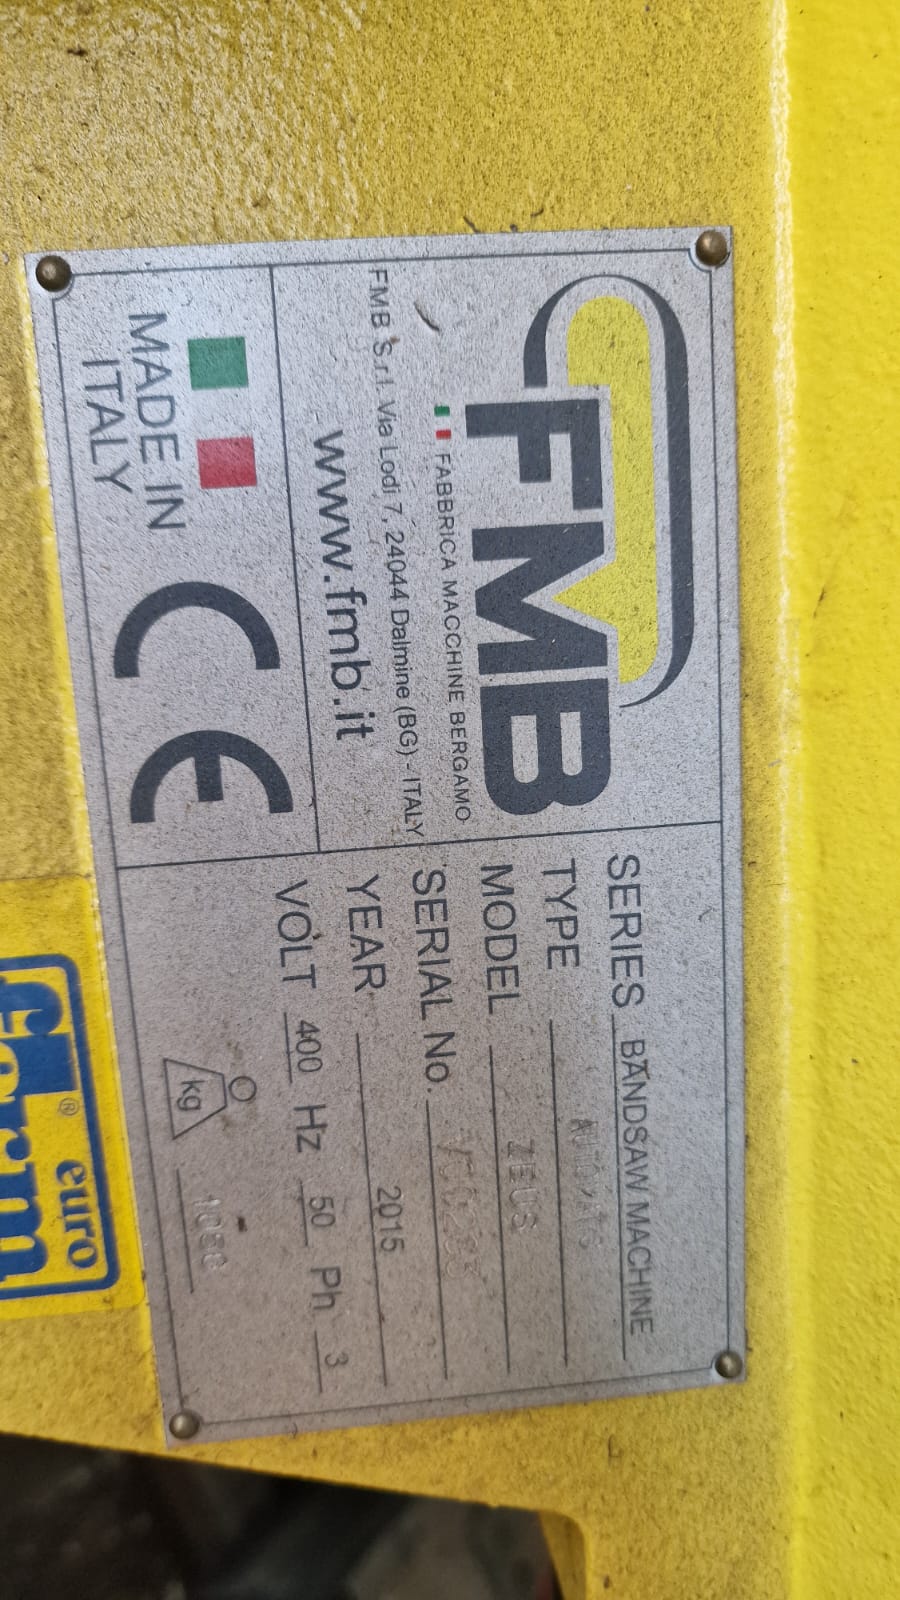 FMB
FABBRICA MACCHINE BERGAMO
FMB S.r.l. Via Lodi 7, 24044 Dalmine (BG) - ITALY
www.fmb.it
MADE IN
ITALY
CE
SERIES BANDSAW MACHINE
TYPE
MODEL ZEUS
SERIAL No.
YEAR 2015
VOLT 400 Hz 50 Ph 3
kg
euro
®